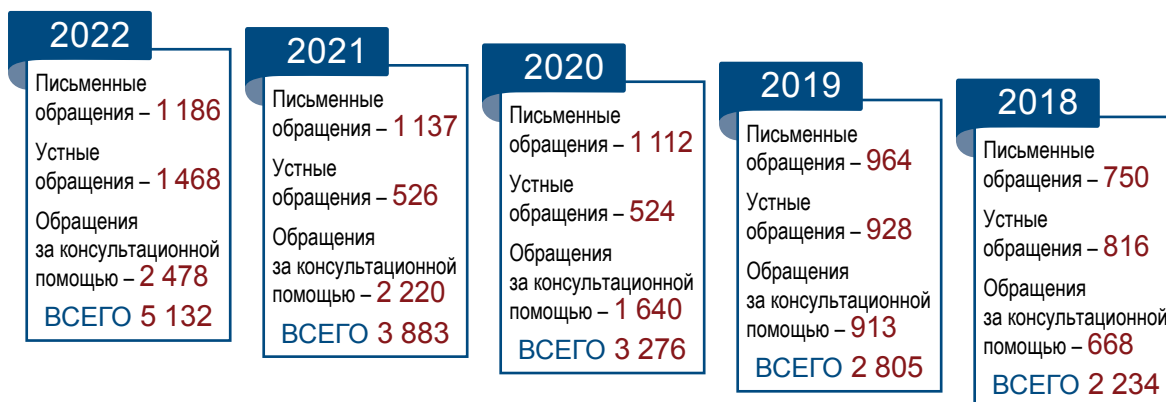 2022
Письменные
обращения – 1 186
Устные
обращения – 1 468
Обращения
за консультационной
помощью – 2 478
ВСЕГО 5 132
2021
Письменные
обращения – 1 137
Устные
обращения – 526
Обращения
за консультационной
помощью – 2 220
ВСЕГО 3 883
2020
Письменные
обращения – 1 112
Устные
обращения – 524
Обращения
за консультационной
помощью – 1 640
ВСЕГО 3 276
2019
Письменные
обращения – 964
Устные
обращения – 928
Обращения
за консультационной
помощью – 913
ВСЕГО 2 805
2018
Письменные
обращения – 750
Устные
обращения – 816
Обращения
за консультационной
помощью – 668
ВСЕГО 2 234